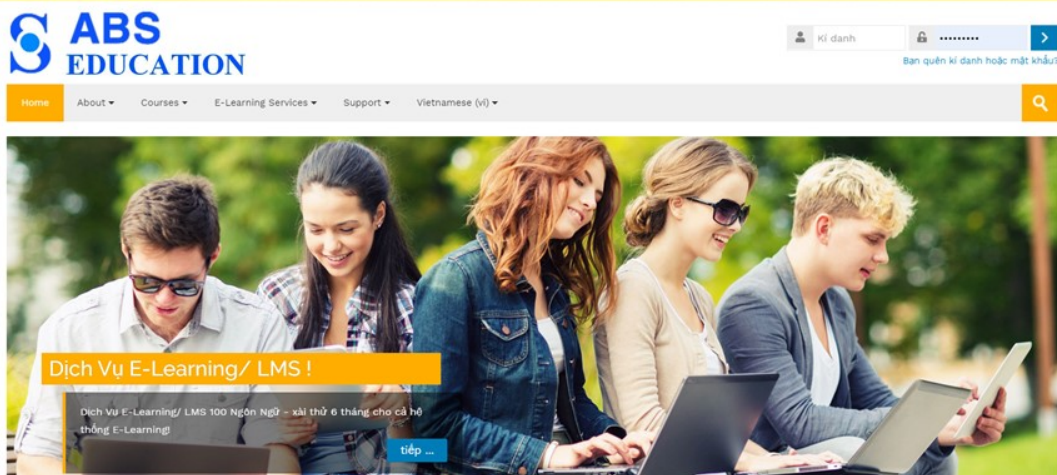 ABS
EDUCATION
Kí danh
Bạn quên kí danh hoặc mật khẩu?
Home About Courses E-Learning Services Support Vietnamese (vi)
Dịch Vụ E-Learning/ LMS !
Dịch Vụ E-Learning/ LMS 100 Ngôn Ngữ - xài thử 6 tháng cho cả hệ
thống E-Learning!
tiếp ...